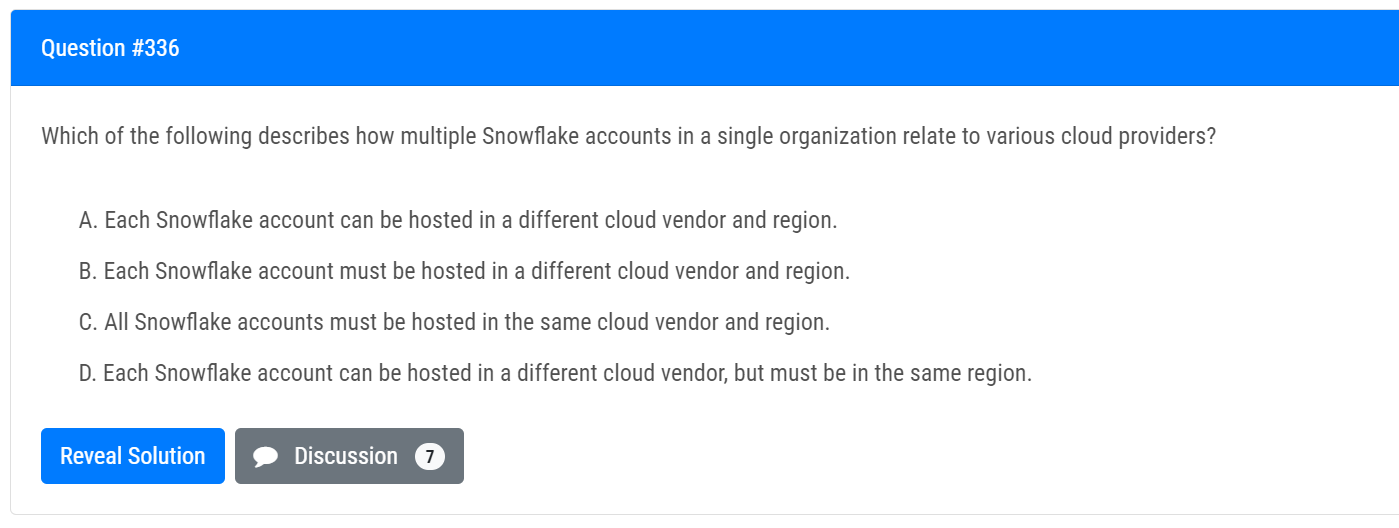 Question #336
Which of the following describes how multiple Snowflake accounts in a single organization relate to various cloud providers?
A. Each Snowflake account can be hosted in a different cloud vendor and region.
B. Each Snowflake account must be hosted in a different cloud vendor and region.
C. All Snowflake accounts must be hosted in the same cloud vendor and region.
D. Each Snowflake account can be hosted in a different cloud vendor, but must be in the same region.
Reveal Solution Discussion 7